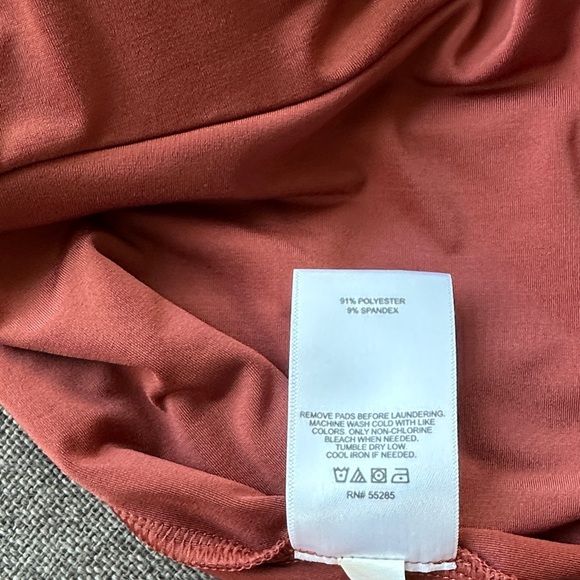 91% POLYESTER
9% SPANDEX
REMOVE PADS BEFORE LAUNDERING.
MACHINE WASH COLD WITH LIKE
COLORS. ONLY NON-CHLORINE
BLEACH WHEN NEEDED,
TUMBLE DRY LOW
COOL IRON IF NEEDED.
RN# 55285